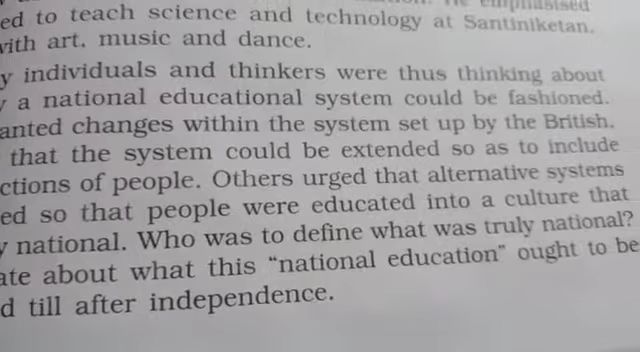 ed to teach science and technology at Santiniketan,
with art, music and dance.
y individuals and thinkers were thus thinking about
a national educational system could be fashioned.
anted changes within the system set up by the British,
that the system could be extended so as to include
ctions of people. Others urged that alternative systems
ed so that people were educated into a culture that
y national. Who was to define what was truly national?
ate about what this “national education” ought to be
d till after independence.